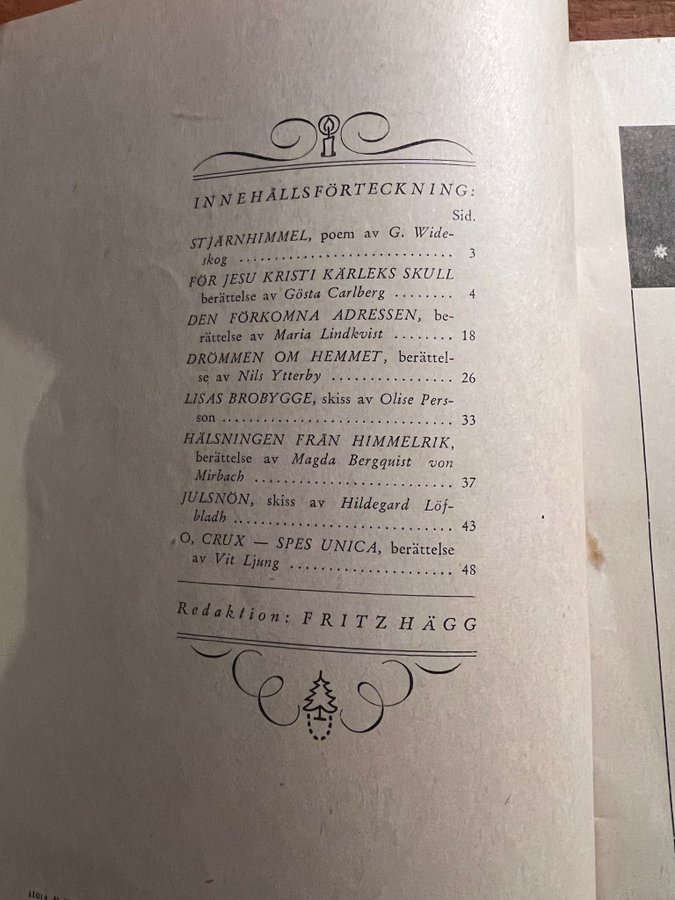 INNEHÅLLSFÖRTECKNING:
Sid.
STJÄRNHIMMEL, poem av G. Wide-
skog ............................ 3
FÖR JESU KRISTI KÄRLEKS SKULL
berättelse av Gösta Carlberg ........ 4
DEN FÖRKOMNA ADRESSEN, be-
rättelse av Maria Lindkvist ........ 18
DRÖMMEN OM HEMMET, berättel-
se av Nils Ytterby ................ 26
LISAS BROBYGGE, skiss av Olise Pers-
son ............................... 33
HÄLSNINGEN FRÅN HIMMELRIK,
berättelse av Magda Bergquist von
Mirbach .......................... 37
JULSNÖN, skiss av Hildegard Löf-
bladh ............................. 43
O, CRUX — SPES UNICA, berättelse
av Vit Ljung ...................... 48
Redaktion: FRITZ HÄGG